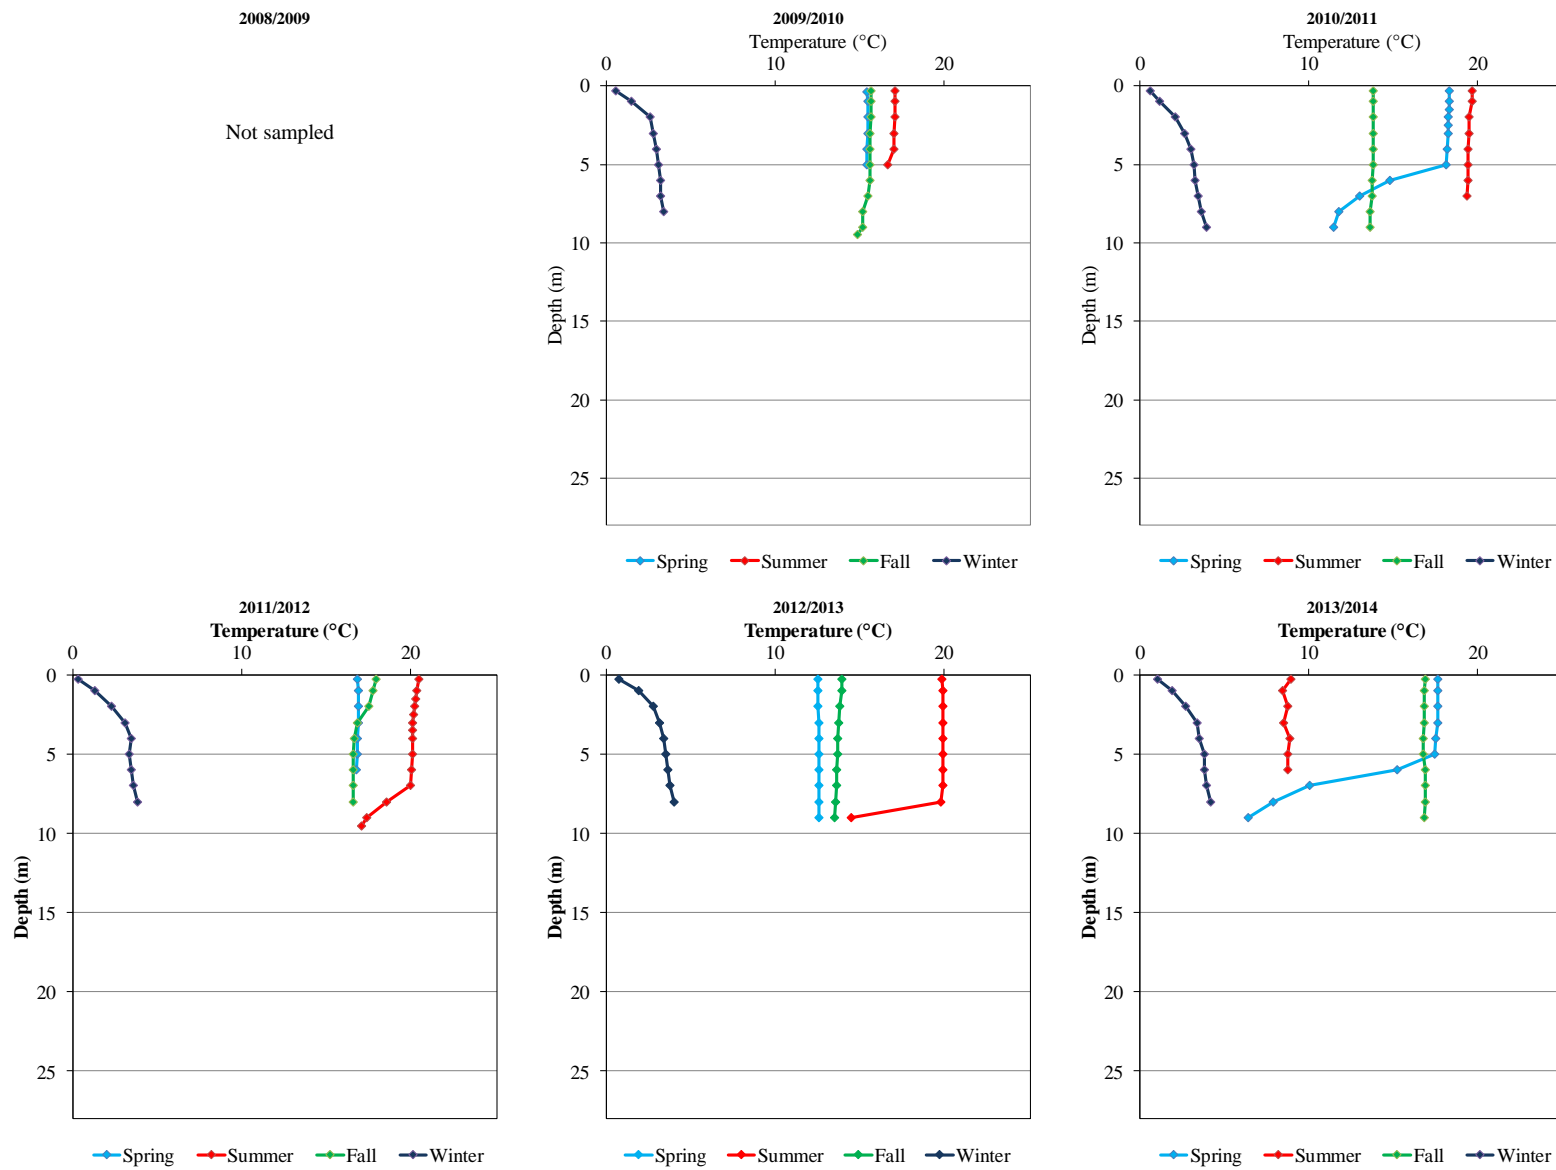 2008/2009
Not sampled
2009/2010
Temperature (°C)
0 10 20
0
5
10
15
20
25
Depth (m)
Spring Summer Fall Winter
2010/2011
Temperature (°C)
0 10 20
0
5
10
15
20
25
Depth (m)
Spring Summer Fall Winter
2011/2012
Temperature (°C)
0 10 20
0
5
10
15
20
25
Depth (m)
Spring Summer Fall Winter
2012/2013
Temperature (°C)
0 10 20
0
5
10
15
20
25
Depth (m)
Spring Summer Fall Winter
2013/2014
Temperature (°C)
0 10 20
0
5
10
15
20
25
Depth (m)
Spring Summer Fall Winter